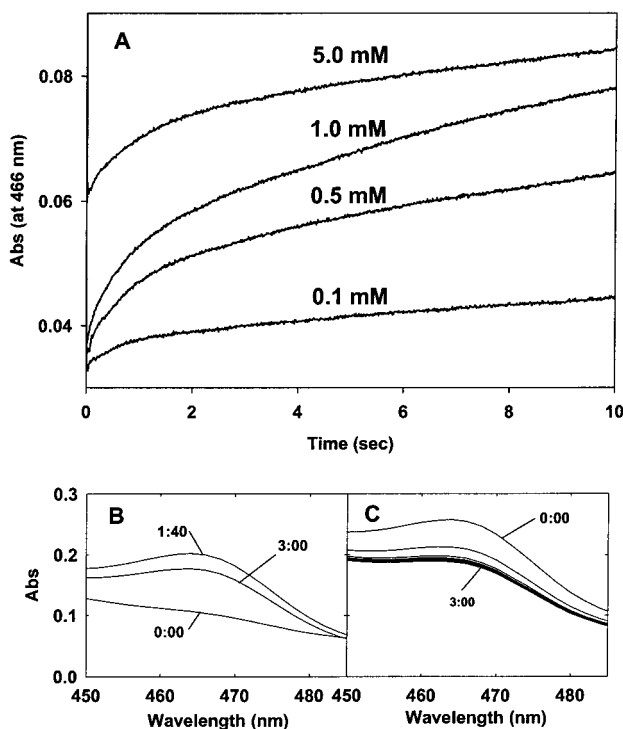 A
5.0 mM
1.0 mM
0.5 mM
0.1 mM
Abs (at 466 nm)
0.08
0.06
0.04
0 2 4 6 8 10
Time (sec)
B
1:40
3:00
0:00
C
0:00
3:00
Abs
0.3
0.2
0.1
0.0
450 460 470 480 450 460 470 480
Wavelength (nm) Wavelength (nm)